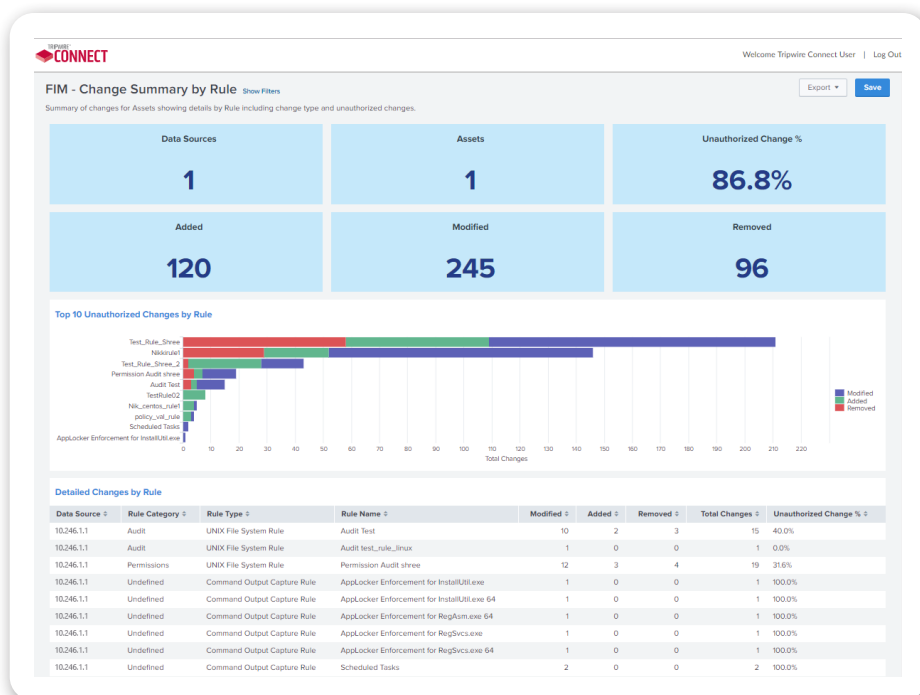 TRIPWIRE
CONNECT
Welcome Tripwire Connect User | Log Out
FIM - Change Summary by Rule Show Filters
Export
Save
Summary of changes for Assets showing details by Rule including change type and unauthorized changes.
Data Sources
1
Assets
1
Unauthorized Change %
86.8%
Added
120
Modified
245
Removed
96
Top 10 Unauthorized Changes by Rule
Test_Rule_Shree
Nikkirule1
Test_Rule_Shree_2
Permission Audit shree
Audit Test
TestRule02
Nik_centos_rule1
policy_val_rule
Scheduled Tasks
AppLocker Enforcement for InstallUtil.exe
0 10 20 30 40 50 60 70 80 90 100 110 120 130 140 150 160 170 180 190 200 210 220
Total Changes
Modified
Added
Removed
Detailed Changes by Rule
Data Source Rule Category Rule Type Rule Name Modified Added Removed Total Changes Unauthorized Change %
10.246.1.1 Audit UNIX File System Rule Audit Test 10 2 3 15 40.0%
10.246.1.1 Audit UNIX File System Rule Audit test_rule_linux 1 0 0 1 0.0%
10.246.1.1 Permissions UNIX File System Rule Permission Audit shree 12 3 4 19 31.6%
10.246.1.1 Undefined Command Output Capture Rule AppLocker Enforcement for InstallUtil.exe 1 0 0 1 100.0%
10.246.1.1 Undefined Command Output Capture Rule AppLocker Enforcement for InstallUtil.exe 64 1 0 0 1 100.0%
10.246.1.1 Undefined Command Output Capture Rule AppLocker Enforcement for RegAsm.exe 64 1 0 0 1 100.0%
10.246.1.1 Undefined Command Output Capture Rule AppLocker Enforcement for RegSvcs.exe 1 0 0 1 100.0%
10.246.1.1 Undefined Command Output Capture Rule AppLocker Enforcement for RegSvcs.exe 64 1 0 0 1 100.0%
10.246.1.1 Undefined Command Output Capture Rule Scheduled Tasks 2 0 0 2 100.0%